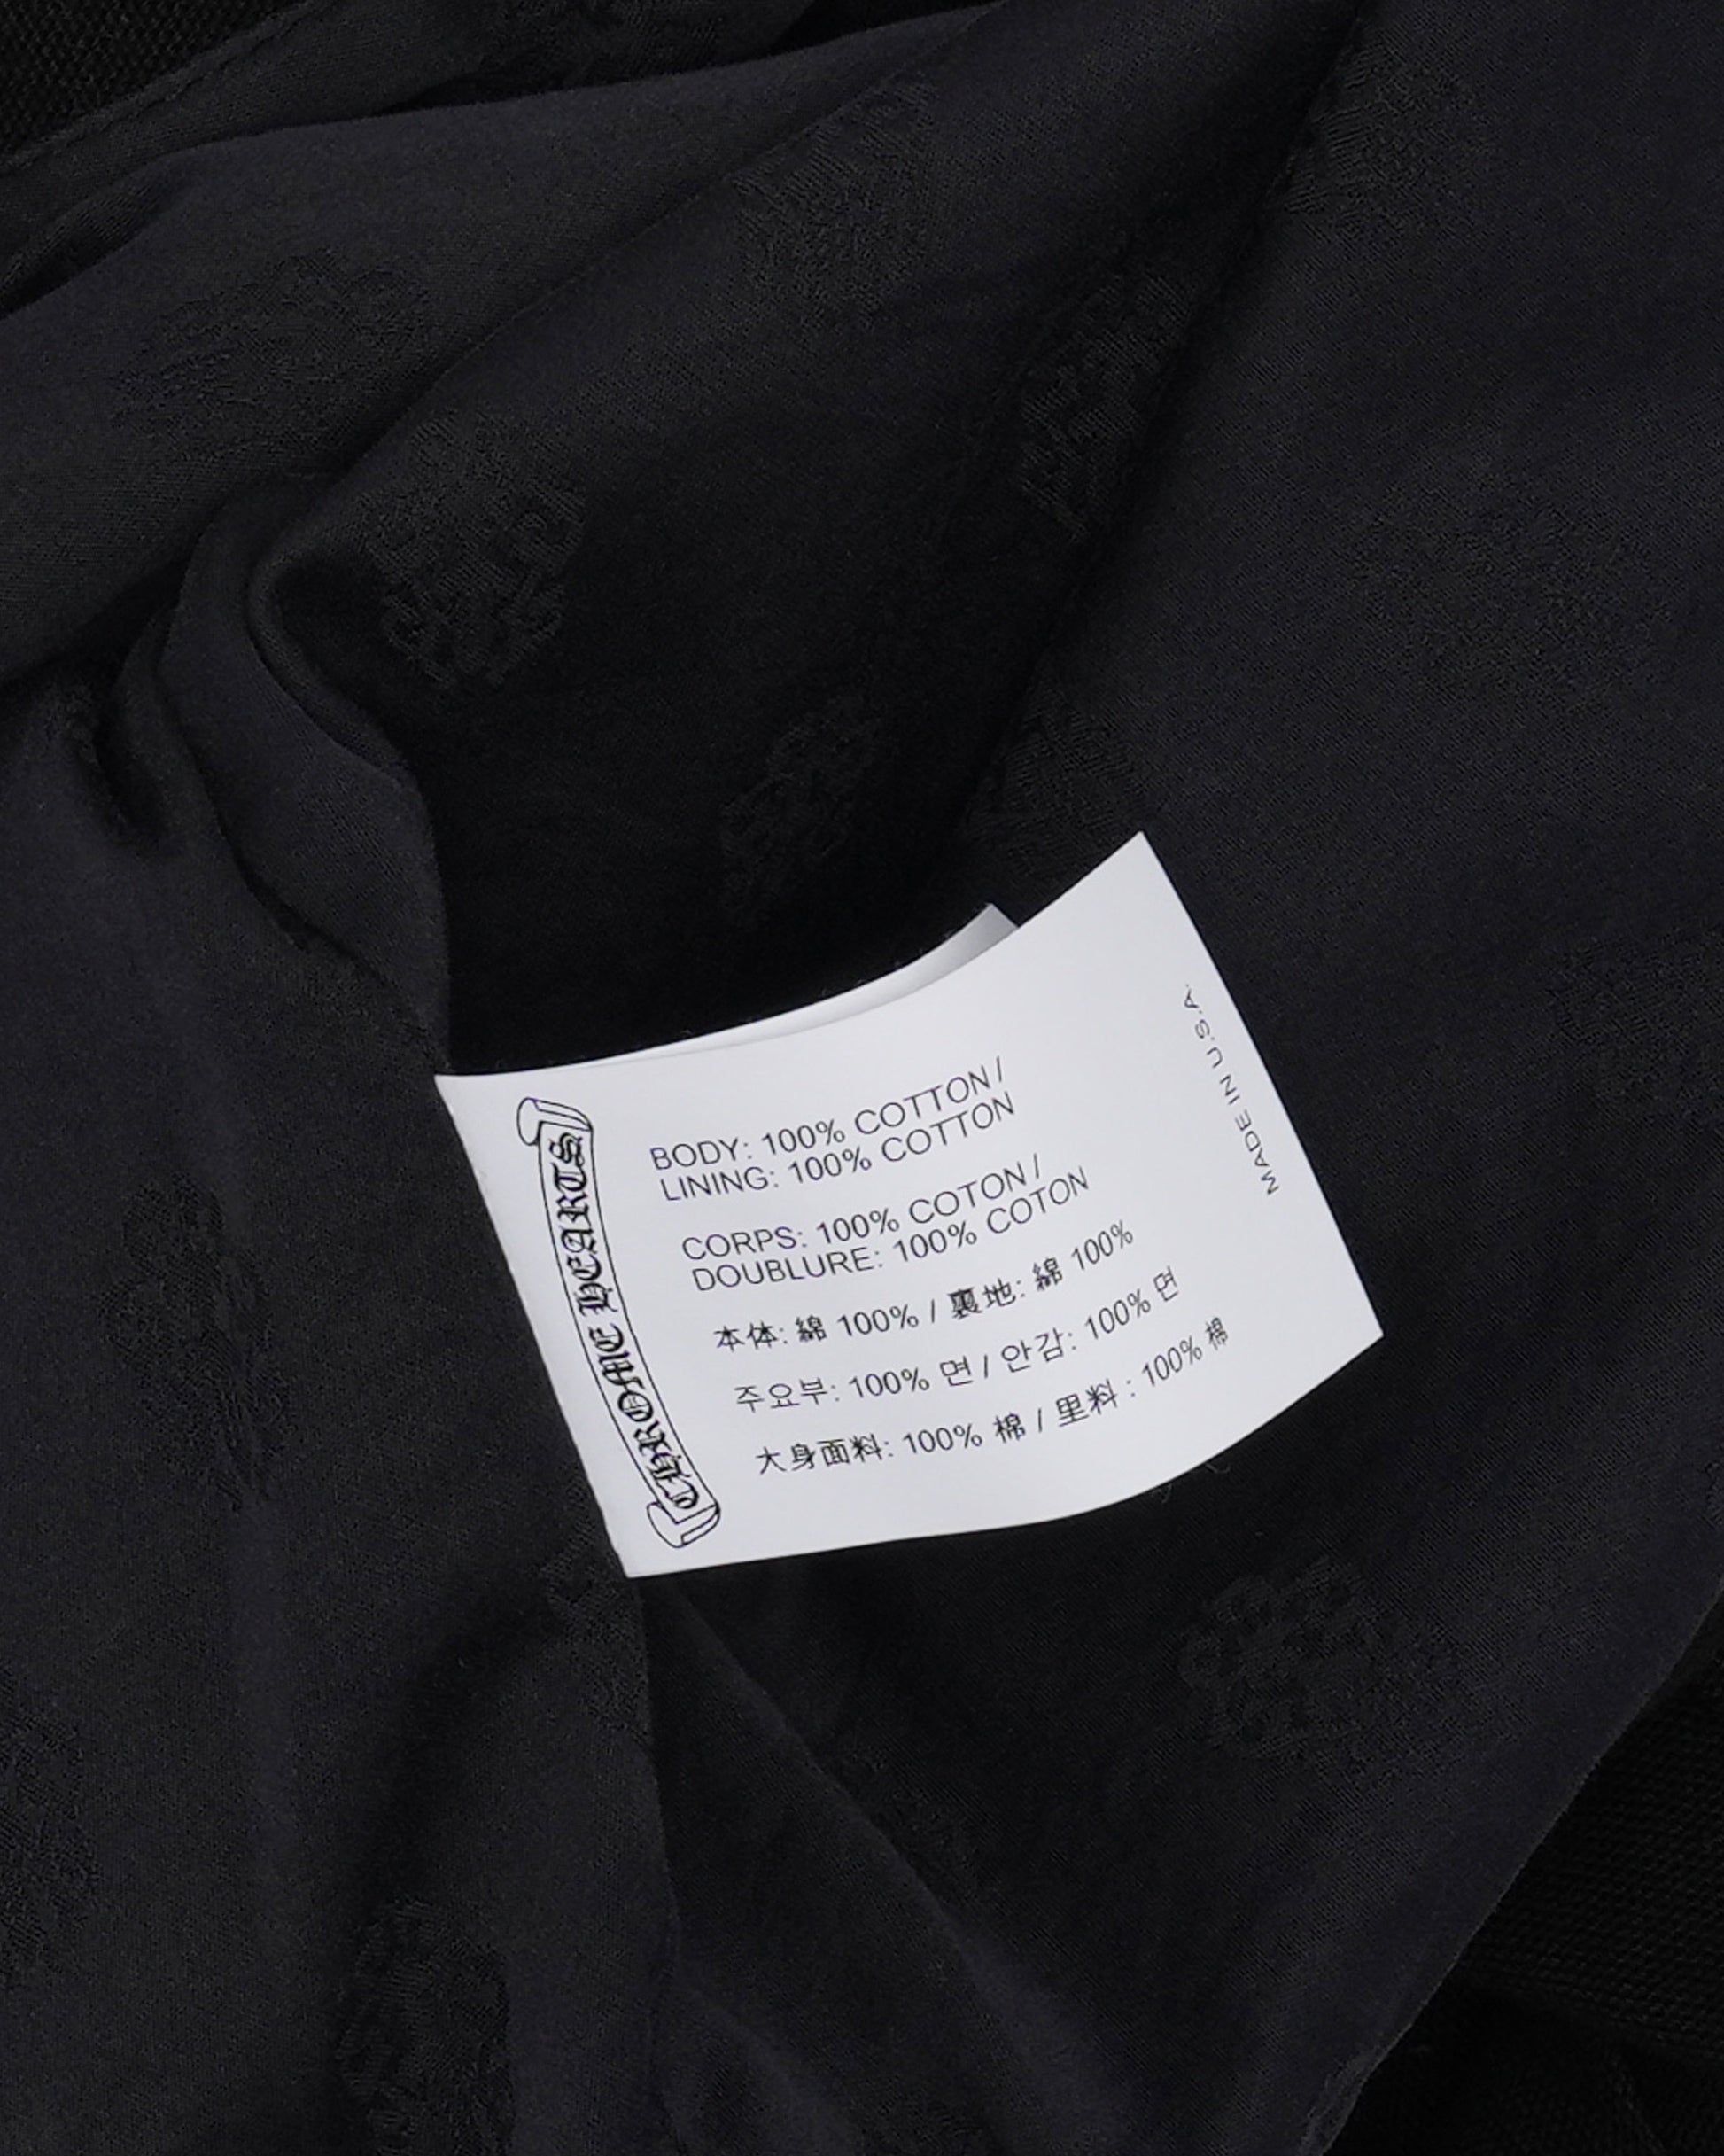 CHROME HEARTS
BODY: 100% COTTON /
LINING: 100% COTTON
CORPS: 100% COTON /
DOUBLURE: 100% COTON
本体: 綿 100% / 裏地: 綿 100%
주요부: 100% 면 / 안감: 100% 면
大身面料: 100% 棉 / 里料 : 100% 棉
MADE IN U.S.A.